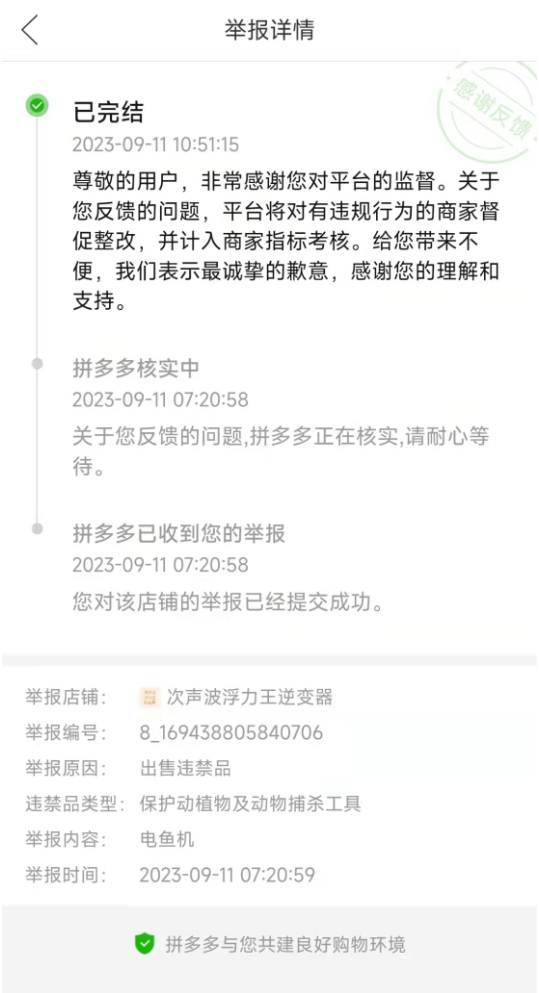 举报详情
感谢反馈
已完结
2023-09-11 10:51:15
尊敬的用户，非常感谢您对平台的监督。关于
您反馈的问题，平台将对有违规行为的商家督
促整改，并计入商家指标考核。给您带来不
便，我们表示最诚挚的歉意，感谢您的理解和
支持。
拼多多核实中
2023-09-11 07:20:58
关于您反馈的问题,拼多多正在核实,请耐心等
待。
拼多多已收到您的举报
2023-09-11 07:20:58
您对该店铺的举报已经提交成功。
举报店铺： 次声波浮力王逆变器
举报编号： 8_169438805840706
举报原因： 出售违禁品
违禁品类型： 保护动植物及动物捕杀工具
举报内容： 电鱼机
举报时间： 2023-09-11 07:20:59
拼多多与您共建良好购物环境